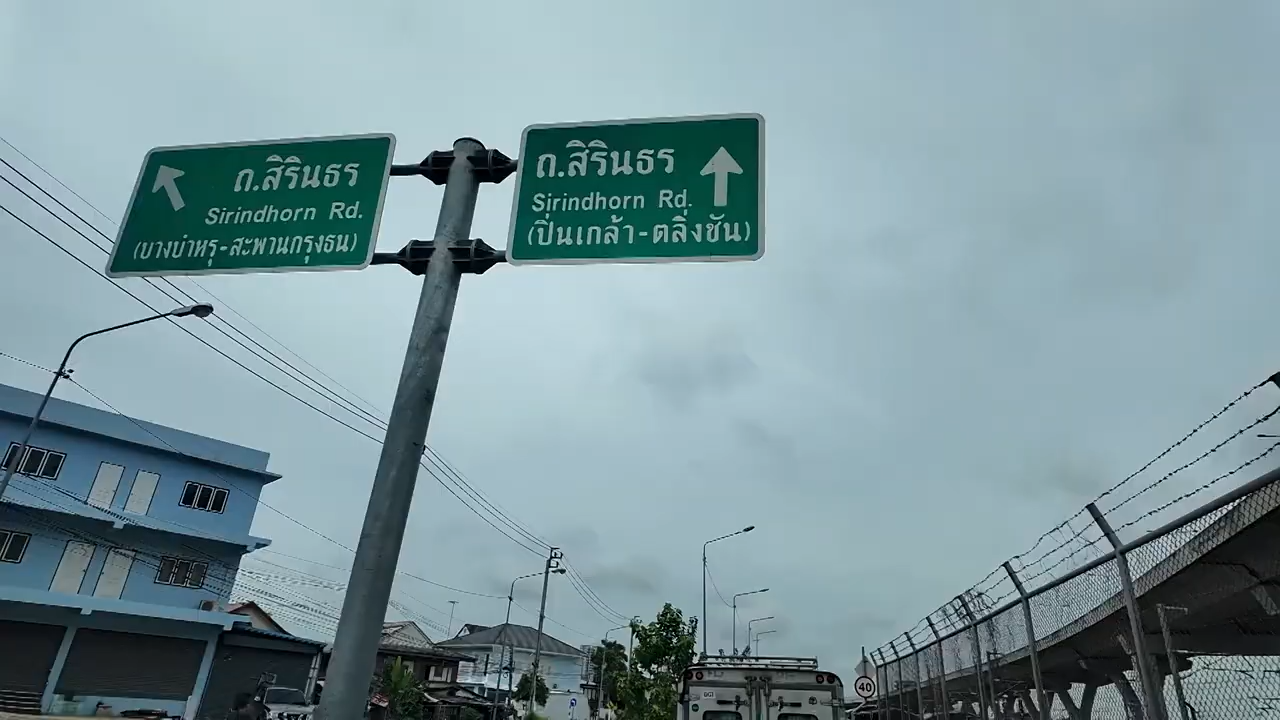 ถ.สิรินธร
Sirindhorn Rd.
(บางบำหรุ-สะพานกรุงธน)
ถ.สิรินธร
Sirindhorn Rd.
(ปิ่นเกล้า-ตลิ่งชัน)
40